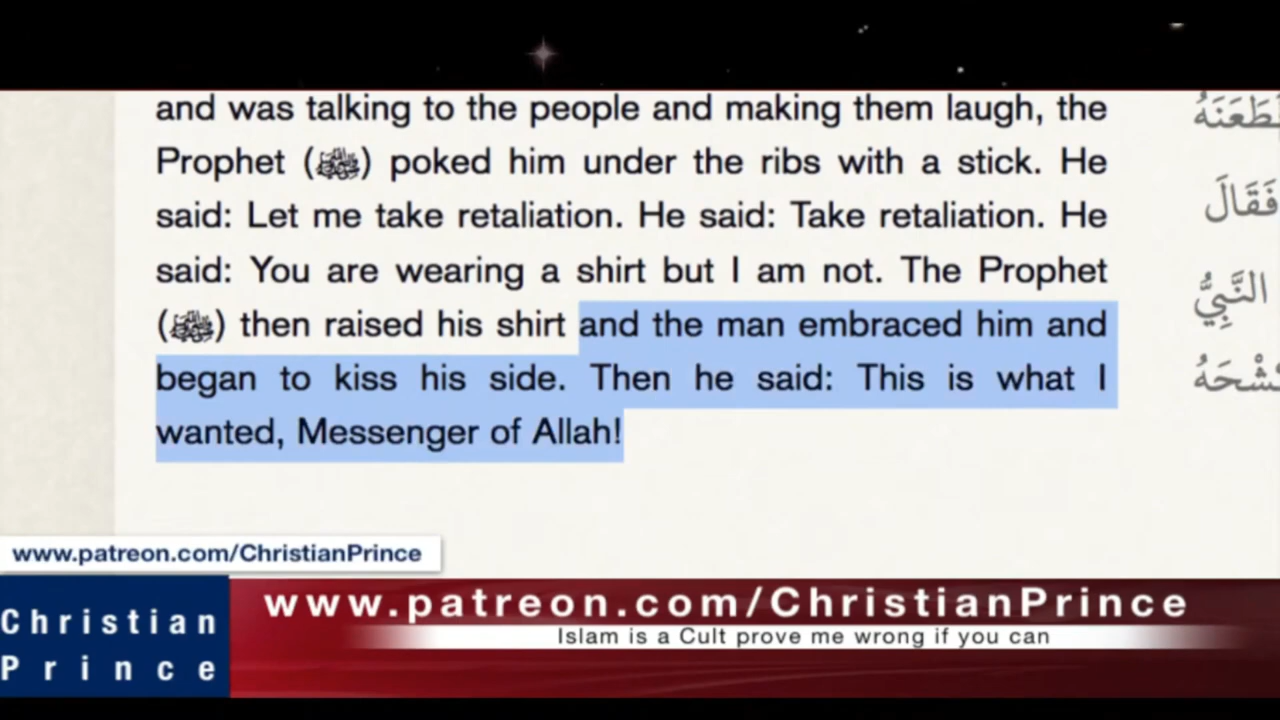 and was talking to the people and making them laugh, the
Prophet (ﷺ) poked him under the ribs with a stick. He
said: Let me take retaliation. He said: Take retaliation. He
said: You are wearing a shirt but I am not. The Prophet
(ﷺ) then raised his shirt and the man embraced him and
began to kiss his side. Then he said: This is what I
wanted, Messenger of Allah!
فَقَالَ
النَّبِيُّ
www.patreon.com/ChristianPrince
Christian
Prince
www.patreon.com/ChristianPrince
Islam is a Cult prove me wrong if you can